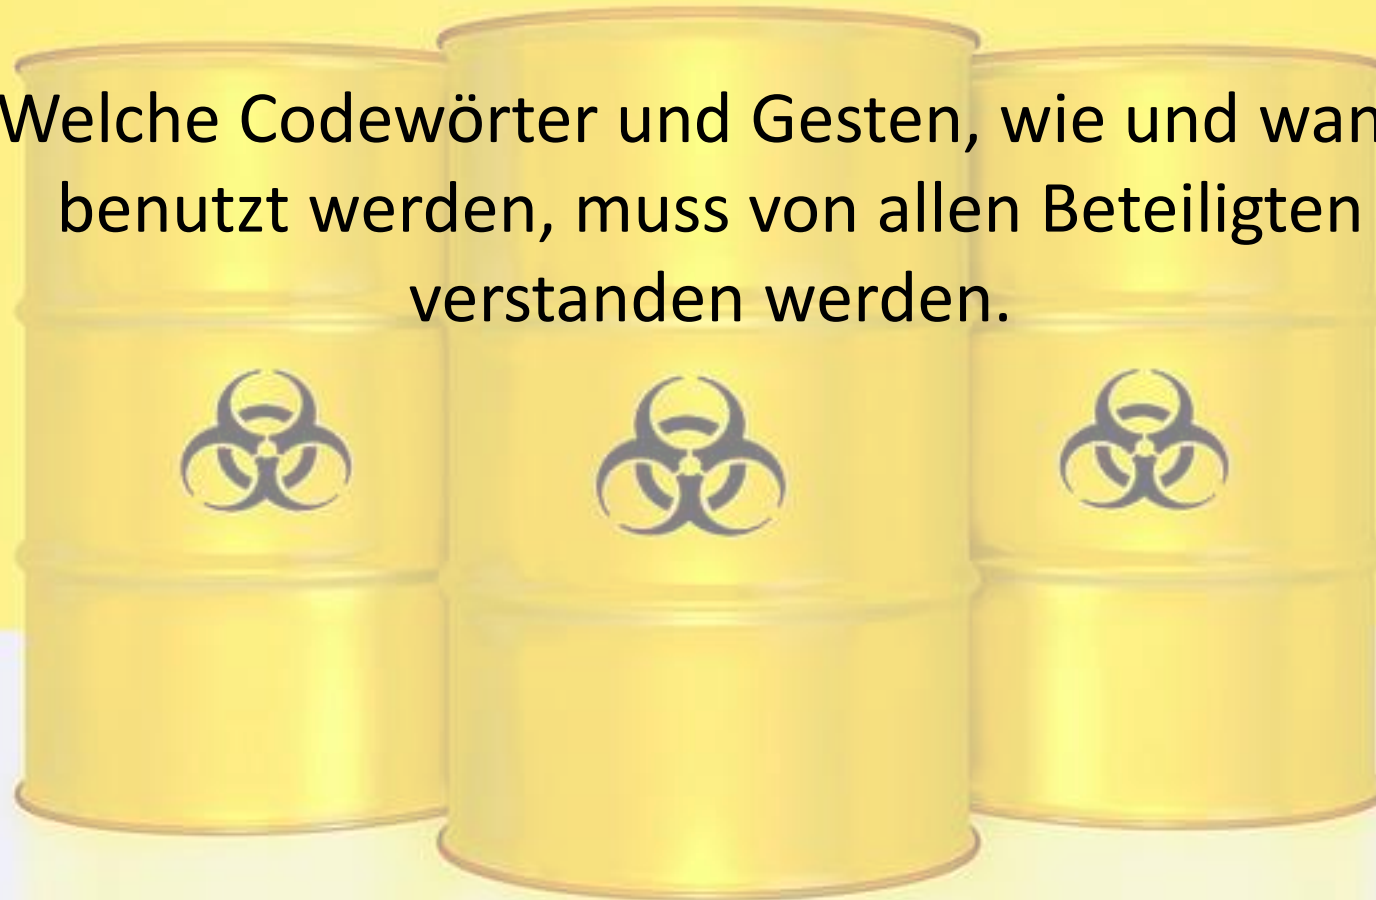 Welche Codewörter und Gesten, wie und wan
benutzt werden, muss von allen Beteiligten
verstanden werden.